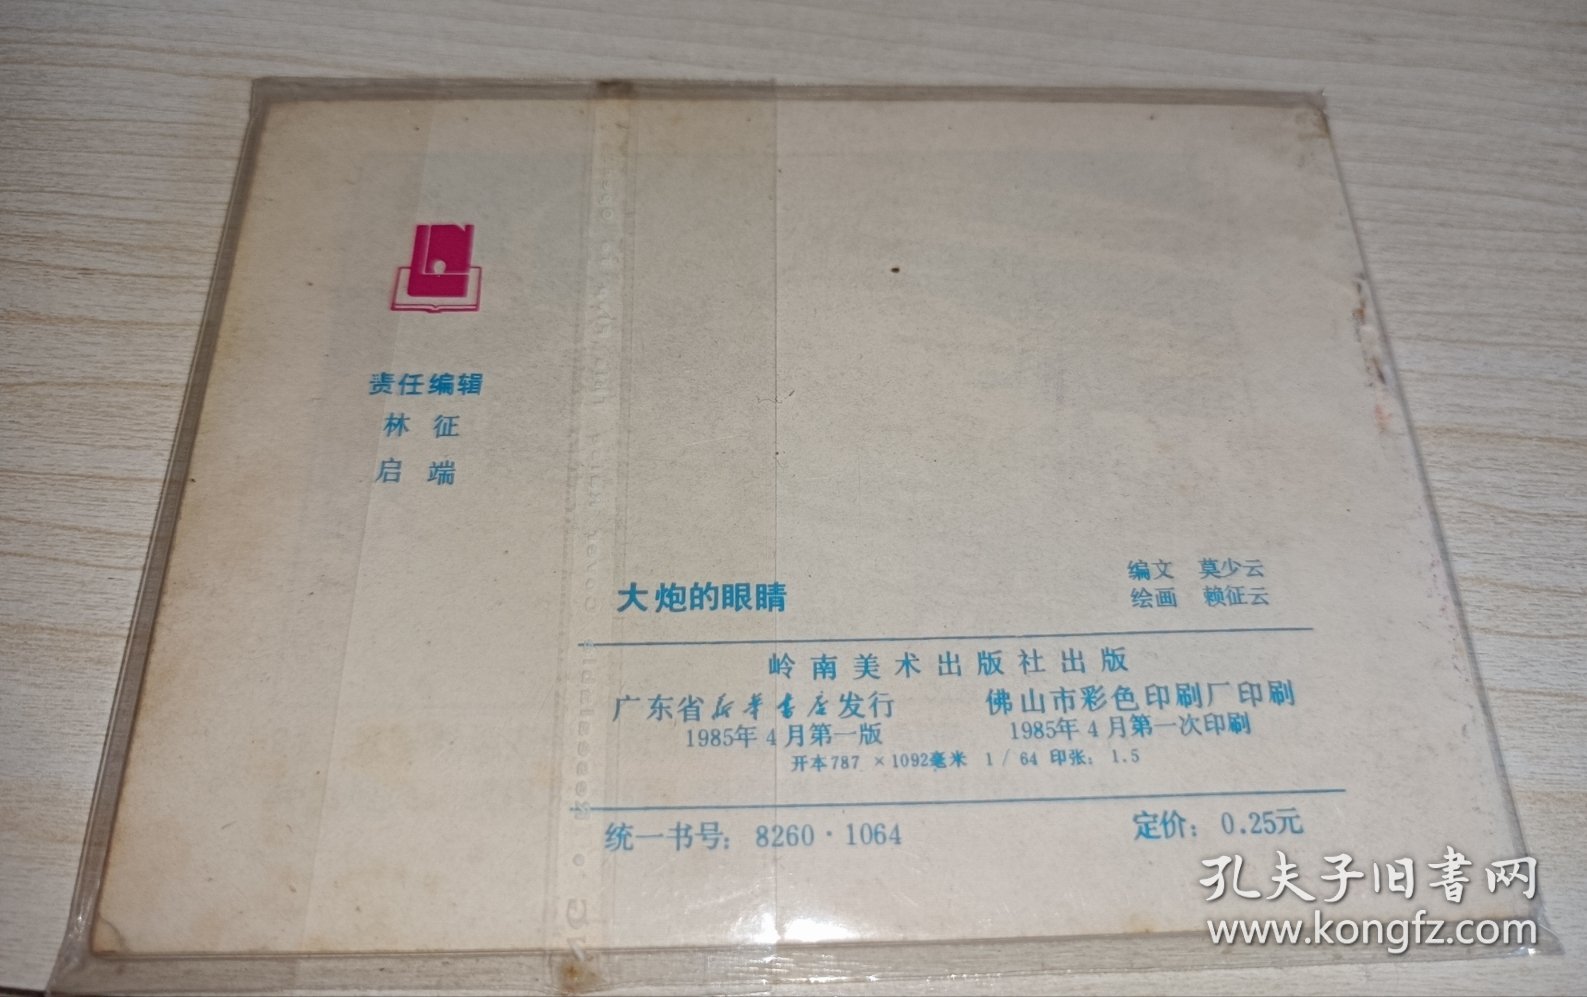 责任编辑
林 征
启 端
大炮的眼睛
编文 莫少云
绘画 赖征云
岭南美术出版社出版
广东省新华书店发行 佛山市彩色印刷厂印刷
1985年4月第一版 1985年4月第一次印刷
开本787×1092毫米 1/64 印张：1.5
统一书号：8260·1064 定价：0.25元
孔夫子旧書网
www.kongfz.com